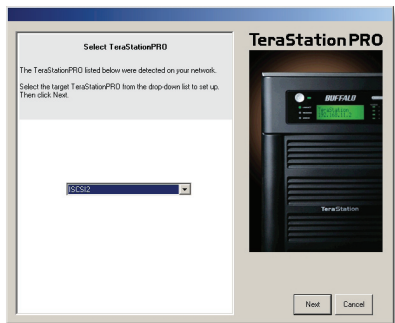 TeraStation PRO
Select TeraStationPRO
The TeraStationPRO listed below were detected on your network.
Select the target TeraStationPRO from the drop-down list to set up.
Then click Next.
ISCSI2
BUFFALO
TeraStation
Next
Cancel